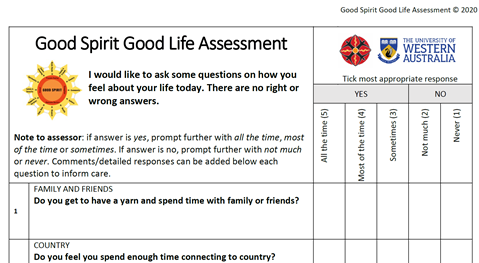 Good Spirit Good Life Assessment © 2020
Good Spirit Good Life Assessment
GOOD SPIRIT
I would like to ask some questions on how you
feel about your life today. There are no right or
wrong answers.
Note to assessor: if answer is yes, prompt further with all the time, most
of the time or sometimes. If answer is no, prompt further with not much
or never. Comments/detailed responses can be added below each
question to inform care.
THE UNIVERSITY OF
WESTERN
AUSTRALIA
Tick most appropriate response
YES
NO
All the time (5)
Most of the time (4)
Sometimes (3)
Not much (2)
Never (1)
1
FAMILY AND FRIENDS
Do you get to have a yarn and spend time with family or friends?
COUNTRY
Do you feel you spend enough time connecting to country?